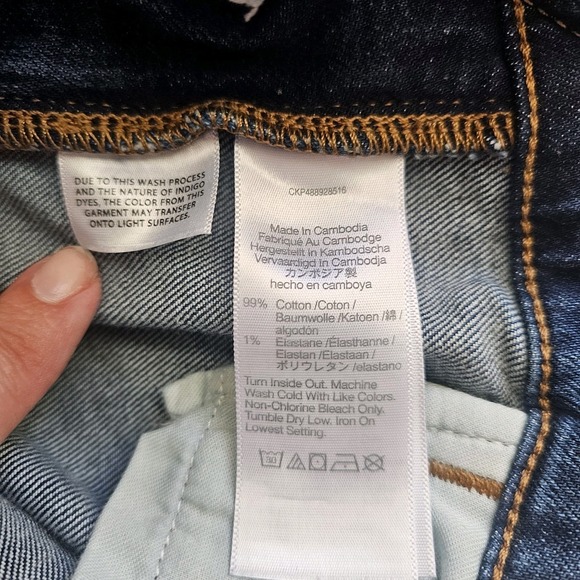 DUE TO THIS WASH PROCESS
AND THE NATURE OF INDIGO
DYES, THE COLOR FROM THIS
GARMENT MAY TRANSFER
ONTO LIGHT SURFACES.
CKP488928516
Made In Cambodia
Fabriqué Au Cambodge
Hergestellt In Kambodscha
Vervaardigd In Cambodja
カンボジア製
hecho en camboya
99% Cotton /Coton /
Baumwolle /Katoen /綿 /
algodón
1% Elastane /Élasthanne /
Elastan /Elastaan /
ポリウレタン /elastano
Turn Inside Out. Machine
Wash Cold With Like Colors.
Non-Chlorine Bleach Only.
Tumble Dry Low. Iron On
Lowest Setting.